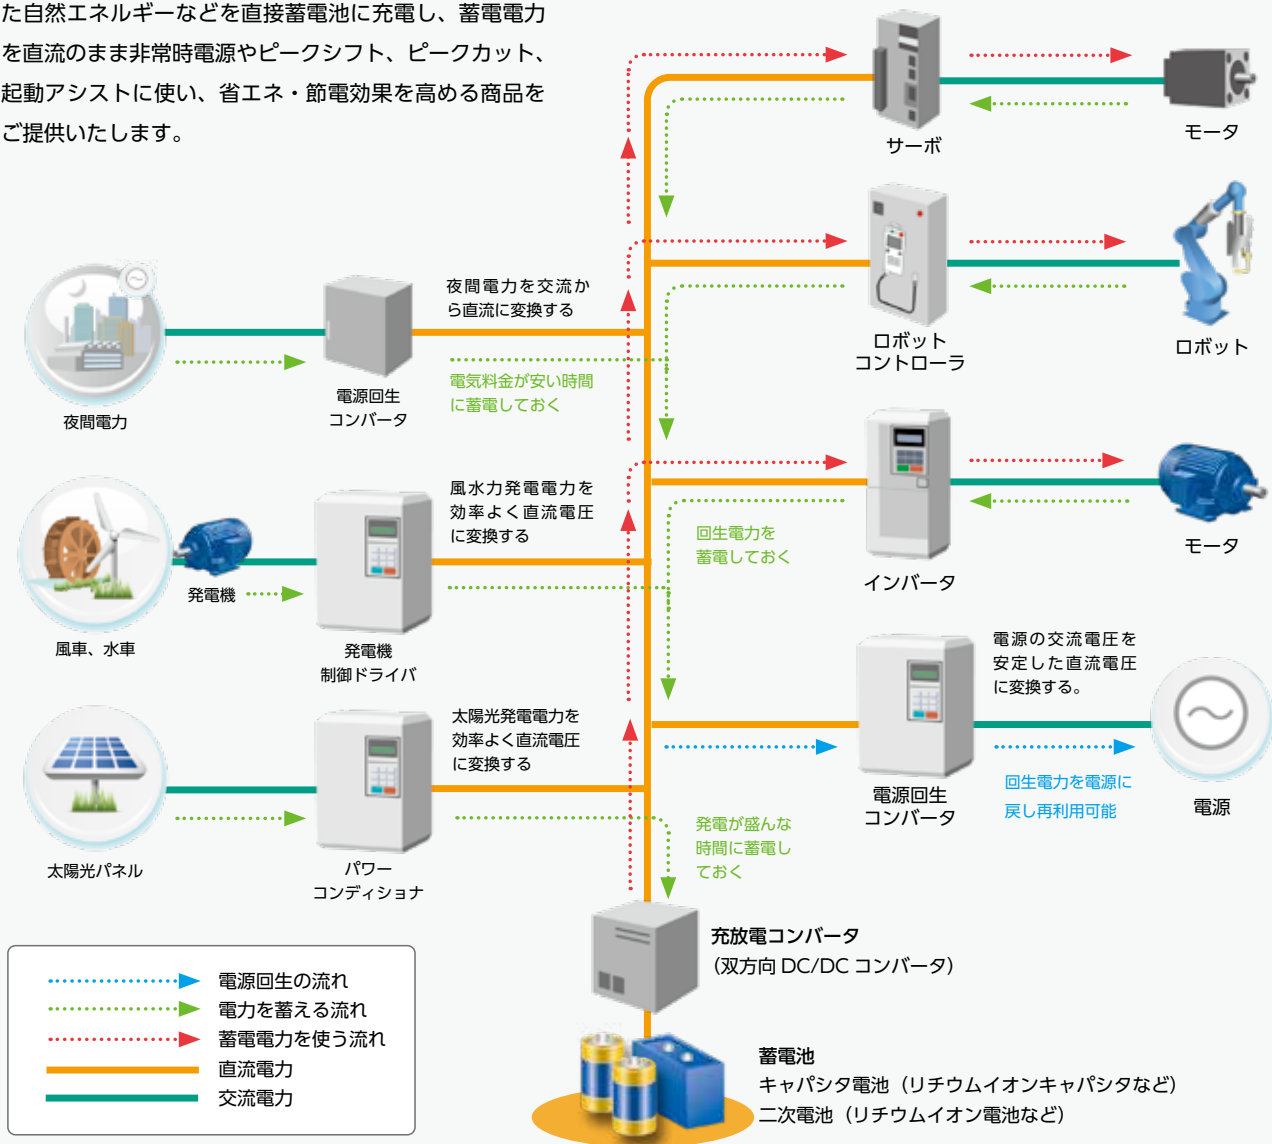 た自然エネルギーなどを直接蓄電池に充電し、蓄電電力
を直流のまま非常時電源やピークシフト、ピークカット、
起動アシストに使い、省エネ・節電効果を高める商品を
ご提供いたします。
サーボ
モータ
ロボット
コントローラ
ロボット
夜間電力を交流か
ら直流に変換する
電気料金が安い時間
に蓄電しておく
夜間電力
電源回生
コンバータ
風水力発電電力を
効率よく直流電圧
に変換する
回生電力を
蓄電しておく
インバータ
モータ
発電機
風車、水車
発電機
制御ドライバ
電源の交流電圧を
安定した直流電圧
に変換する。
太陽光発電電力を
効率よく直流電圧
に変換する
電源回生
コンバータ
回生電力を電源に
戻し再利用可能
電源
発電が盛んな
時間に蓄電し
ておく
太陽光パネル
パワー
コンディショナ
充放電コンバータ
（双方向 DC/DC コンバータ）
電源回生の流れ
電力を蓄える流れ
蓄電電力を使う流れ
直流電力
交流電力
蓄電池
キャパシタ電池（リチウムイオンキャパシタなど）
二次電池（リチウムイオン電池など）